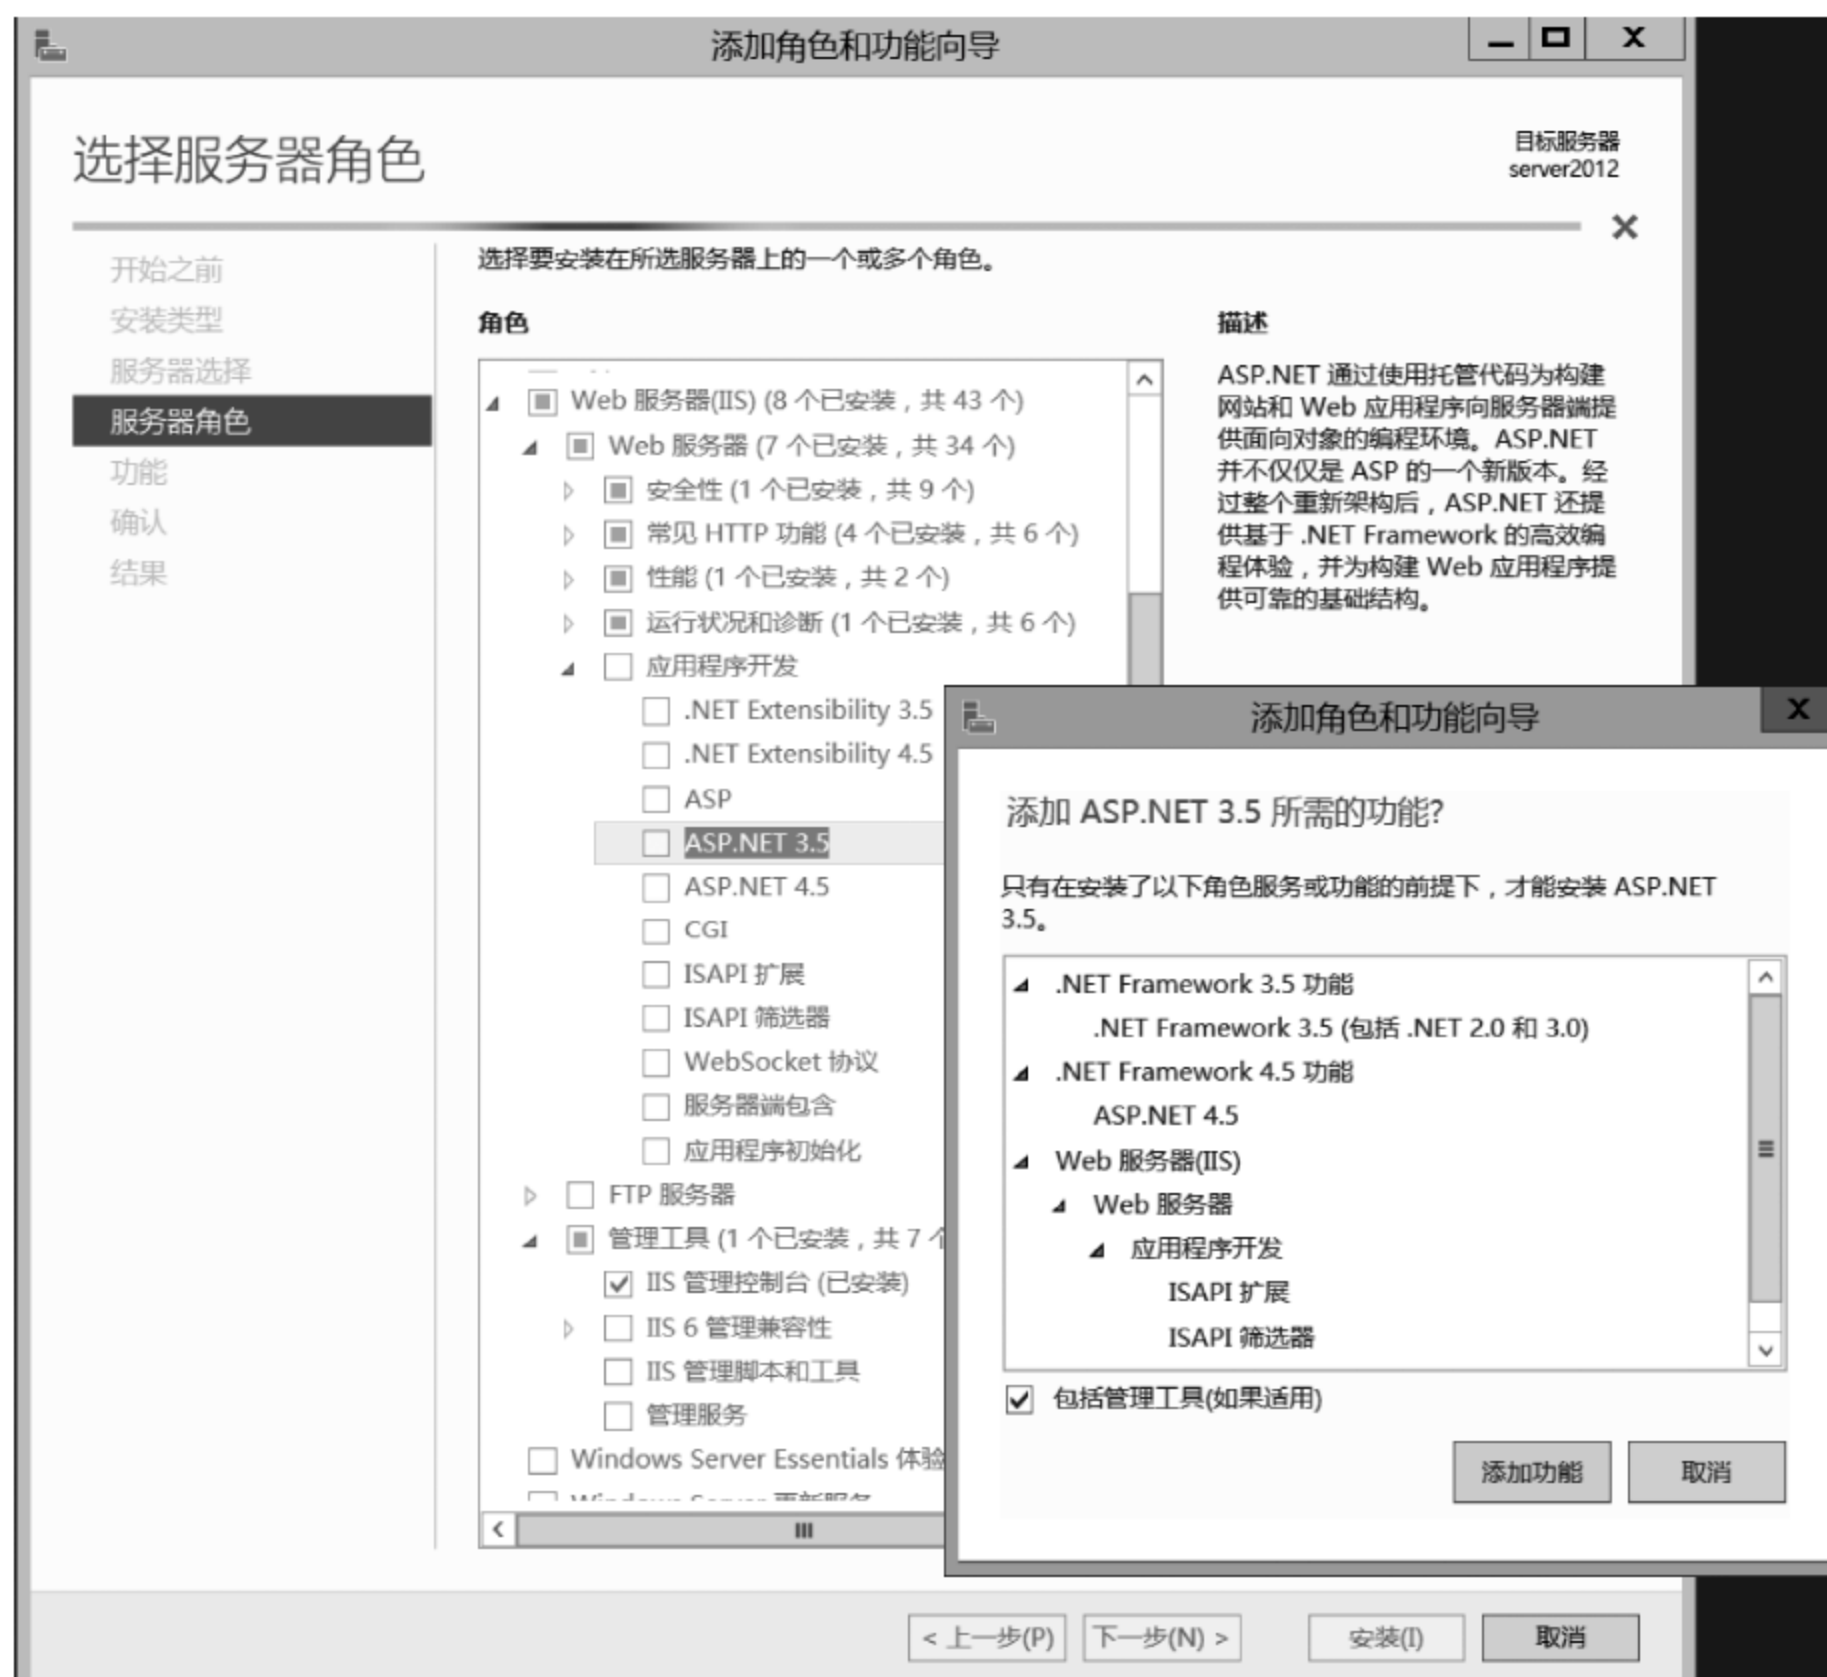 添加角色和功能向导
选择服务器角色
目标服务器
server2012
开始之前
安装类型
服务器选择
服务器角色
功能
确认
结果
选择要安装在所选服务器上的一个或多个角色。
角色
Web 服务器(IIS) (8 个已安装，共 43 个)
Web 服务器 (7 个已安装，共 34 个)
安全性 (1 个已安装，共 9 个)
常见 HTTP 功能 (4 个已安装，共 6 个)
性能 (1 个已安装，共 2 个)
运行状况和诊断 (1 个已安装，共 6 个)
应用程序开发
.NET Extensibility 3.5
.NET Extensibility 4.5
ASP
ASP.NET 3.5
ASP.NET 4.5
CGI
ISAPI 扩展
ISAPI 筛选器
WebSocket 协议
服务器端包含
应用程序初始化
FTP 服务器
管理工具 (1 个已安装，共 7 个
IIS 管理控制台 (已安装)
IIS 6 管理兼容性
IIS 管理脚本和工具
管理服务
Windows Server Essentials 体验
Windows Server 更新服务
描述
ASP.NET 通过使用托管代码为构建
网站和 Web 应用程序向服务器端提
供面向对象的编程环境。ASP.NET
并不仅仅是 ASP 的一个新版本。经
过整个重新架构后，ASP.NET 还提
供基于 .NET Framework 的高效编
程体验，并为构建 Web 应用程序提
供可靠的基础结构。
添加角色和功能向导
添加 ASP.NET 3.5 所需的功能?
只有在安装了以下角色服务或功能的前提下，才能安装 ASP.NET
3.5。
.NET Framework 3.5 功能
.NET Framework 3.5 (包括 .NET 2.0 和 3.0)
.NET Framework 4.5 功能
ASP.NET 4.5
Web 服务器(IIS)
Web 服务器
应用程序开发
ISAPI 扩展
ISAPI 筛选器
包括管理工具(如果适用)
添加功能
取消
< 上一步(P)
下一步(N) >
安装(I)
取消